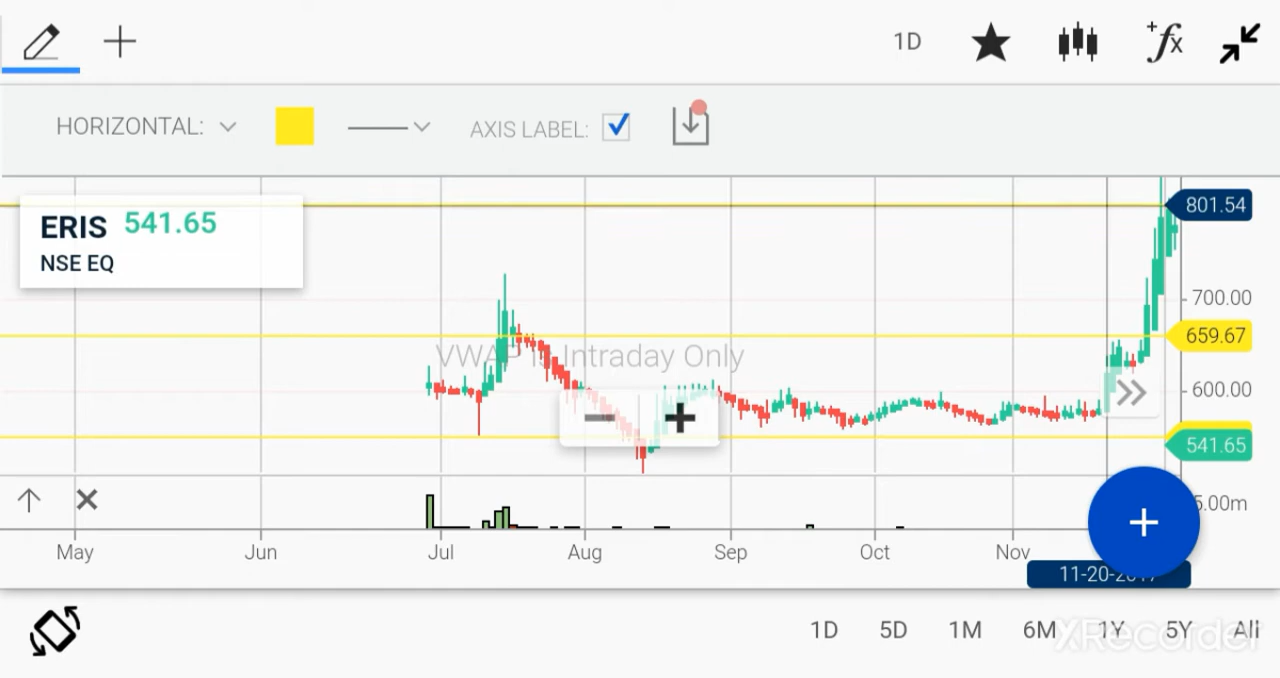 1D
fx
HORIZONTAL:
AXIS LABEL:
801.54
ERIS 541.65
NSE EQ
700.00
659.67
VWAP is Intraday Only
600.00
541.65
5.00m
May Jun Jul Aug Sep Oct Nov
11-20-2017
1D 5D 1M 6M 1Y 5Y All
XRecorder